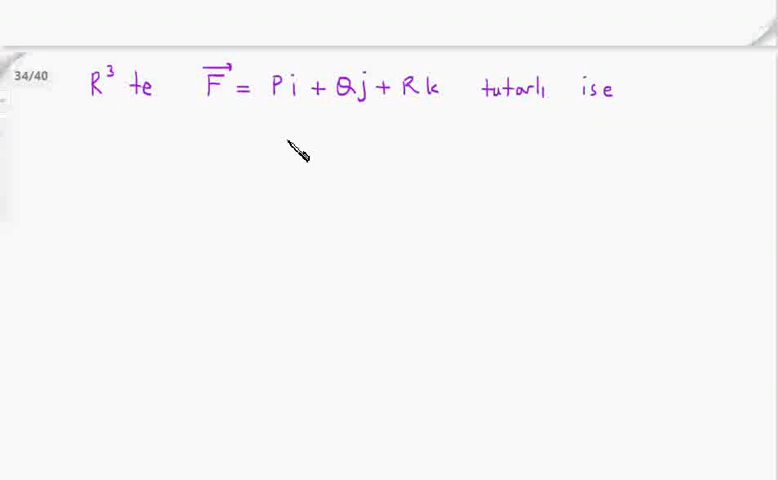 34/40
R³ te F⃗ = Pi + Qj + Rk tutarlı ise